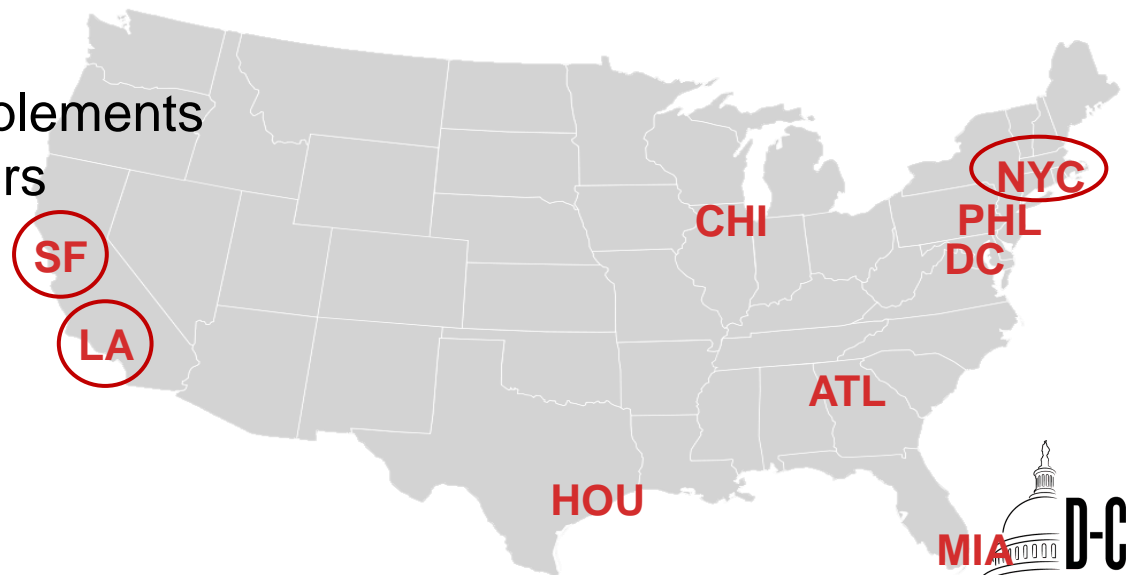 plements
rs
NYC
CHI
PHL
SF
DC
LA
ATL
HOU
MIA
D-C